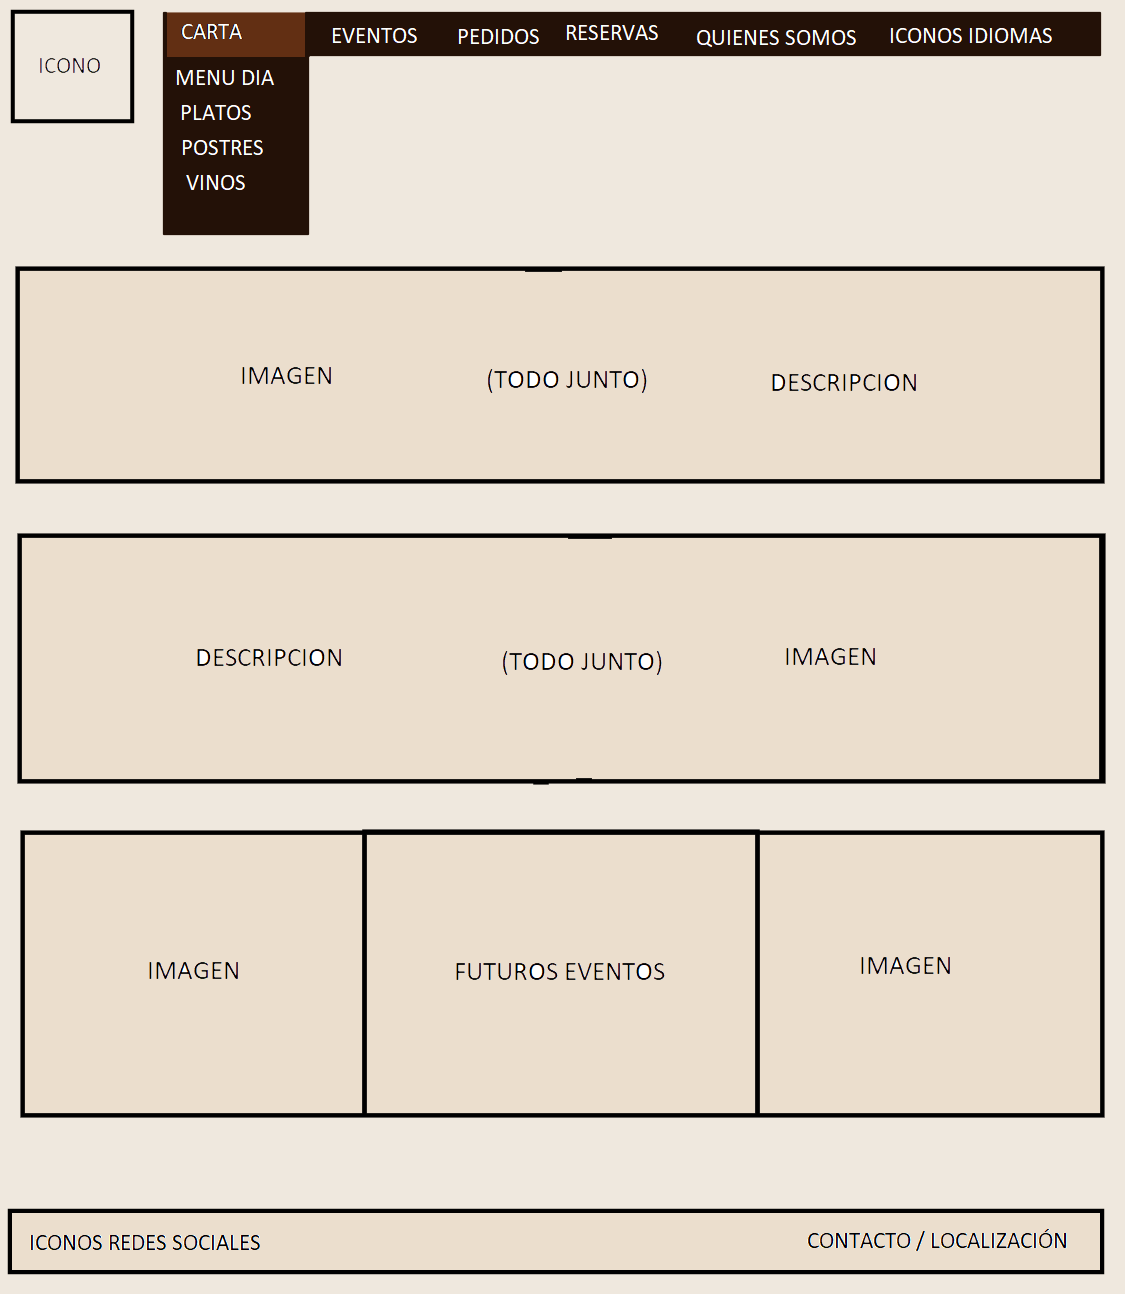 ICONO
CARTA
EVENTOS
PEDIDOS
RESERVAS
QUIENES SOMOS
ICONOS IDIOMAS
MENU DIA
PLATOS
POSTRES
VINOS
IMAGEN
(TODO JUNTO)
DESCRIPCION
DESCRIPCION
(TODO JUNTO)
IMAGEN
IMAGEN
FUTUROS EVENTOS
IMAGEN
ICONOS REDES SOCIALES
CONTACTO / LOCALIZACIÓN